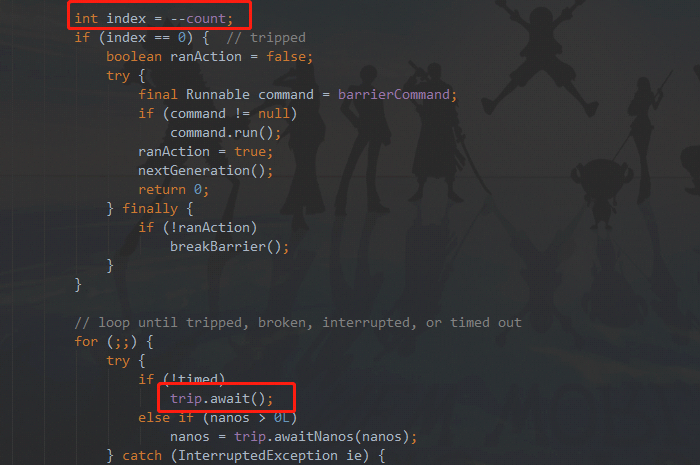 int index = --count;
if (index == 0) {  // tripped
    boolean ranAction = false;
    try {
        final Runnable command = barrierCommand;
        if (command != null)
            command.run();
        ranAction = true;
        nextGeneration();
        return 0;
    } finally {
        if (!ranAction)
            breakBarrier();
    }
}

// loop until tripped, broken, interrupted, or timed out
for (;;) {
    try {
        if (!timed)
            trip.await();
        else if (nanos > 0L)
            nanos = trip.awaitNanos(nanos);
    } catch (InterruptedException ie) {